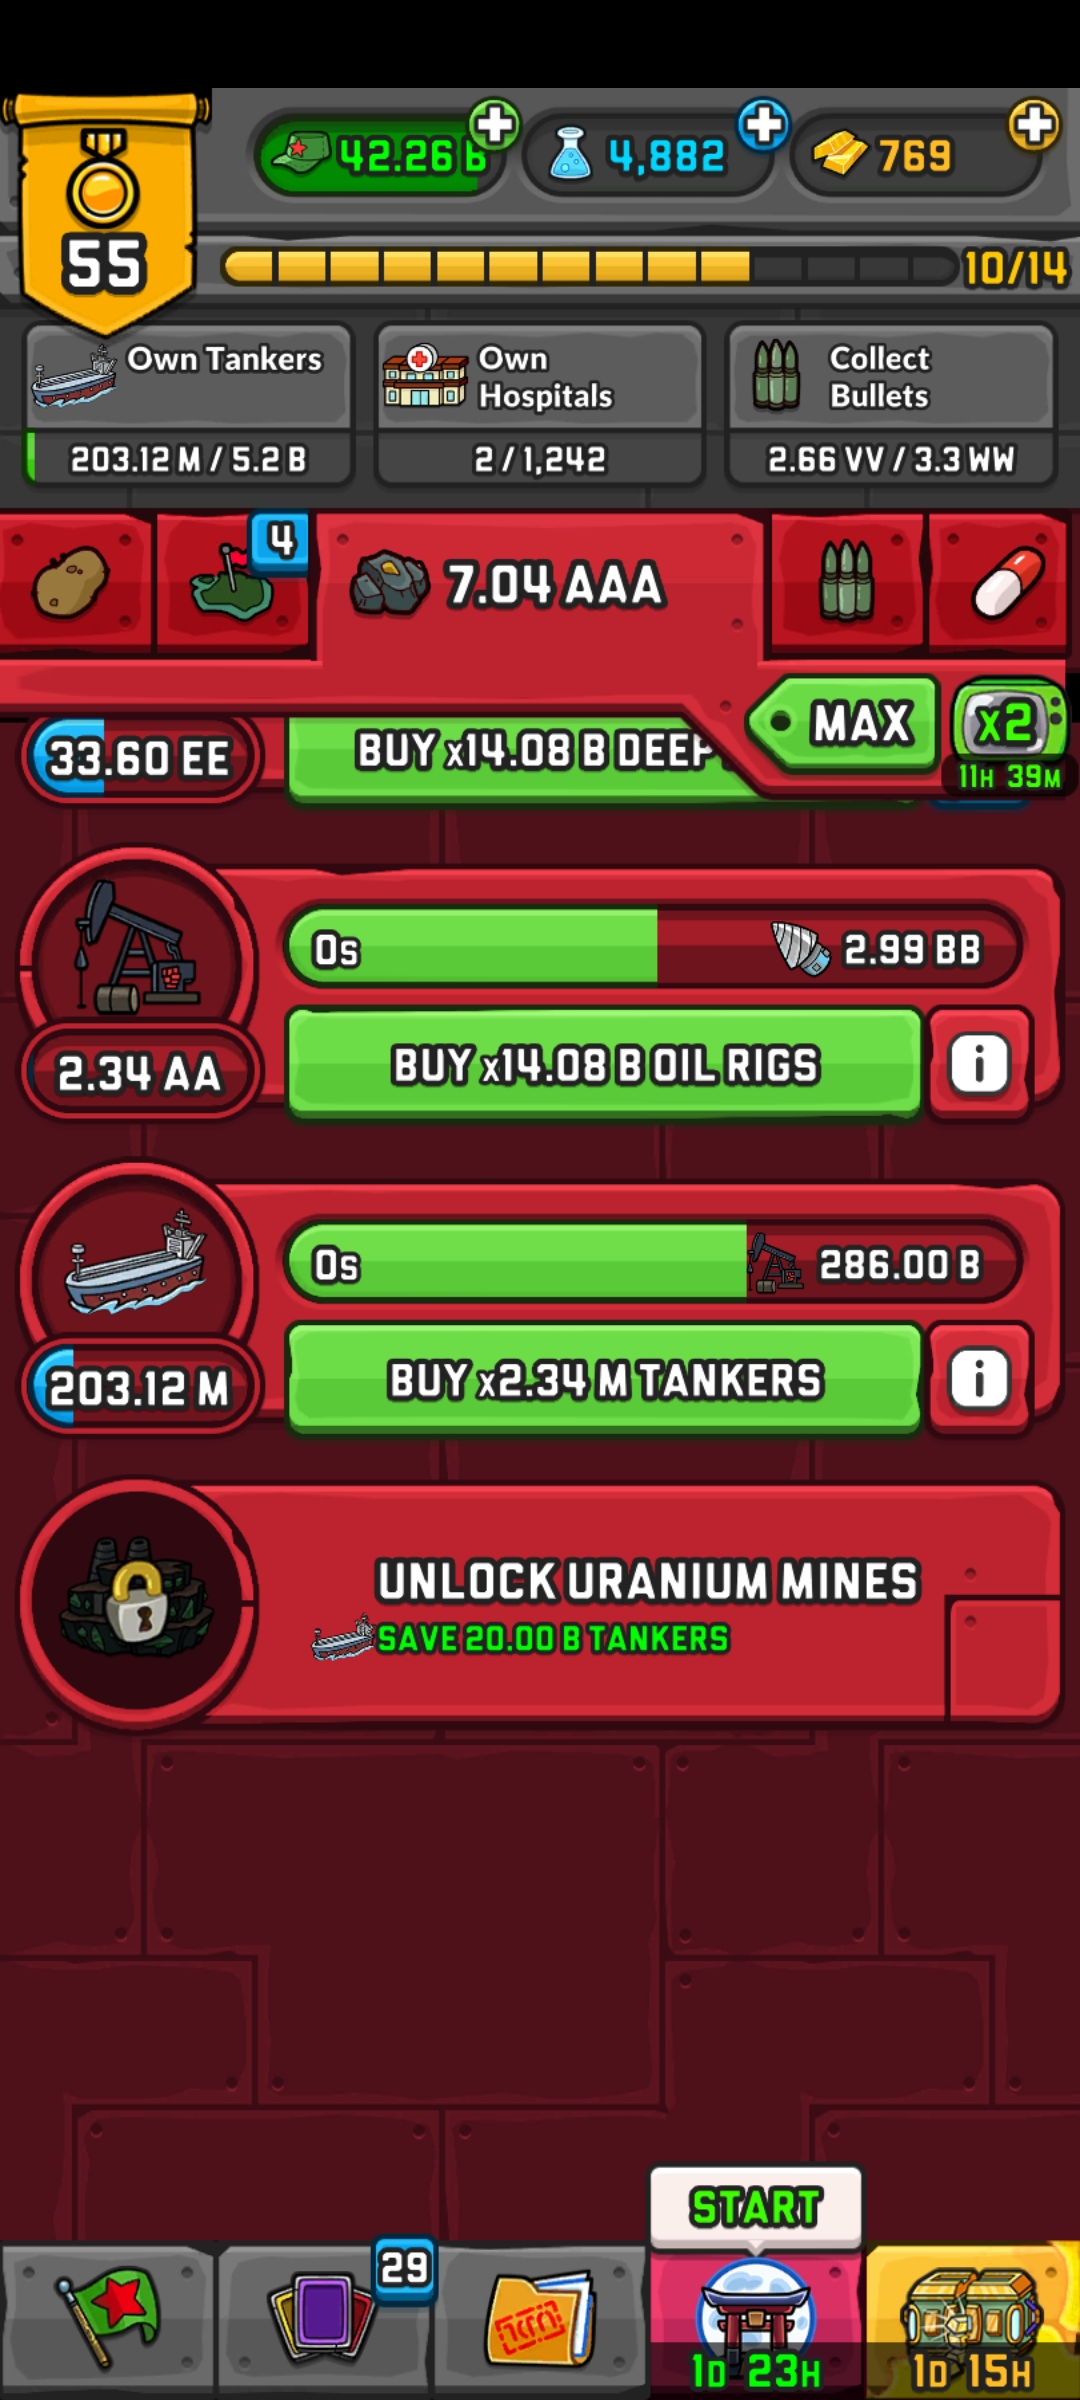 42.26 B
4,882
769
55
10/14
Own Tankers
203.12 M / 5.2 B
Own
Hospitals
2 / 1,242
Collect
Bullets
2.66 VV / 3.3 WW
4
7.04 AAA
MAX
x2
11H 39M
33.60 EE
BUY x14.08 B DEEP
0s
2.99 BB
2.34 AA
BUY x14.08 B OIL RIGS
i
0s
286.00 B
203.12 M
BUY x2.34 M TANKERS
i
UNLOCK URANIUM MINES
SAVE 20.00 B TANKERS
START
29
1D 23H
1D 15H